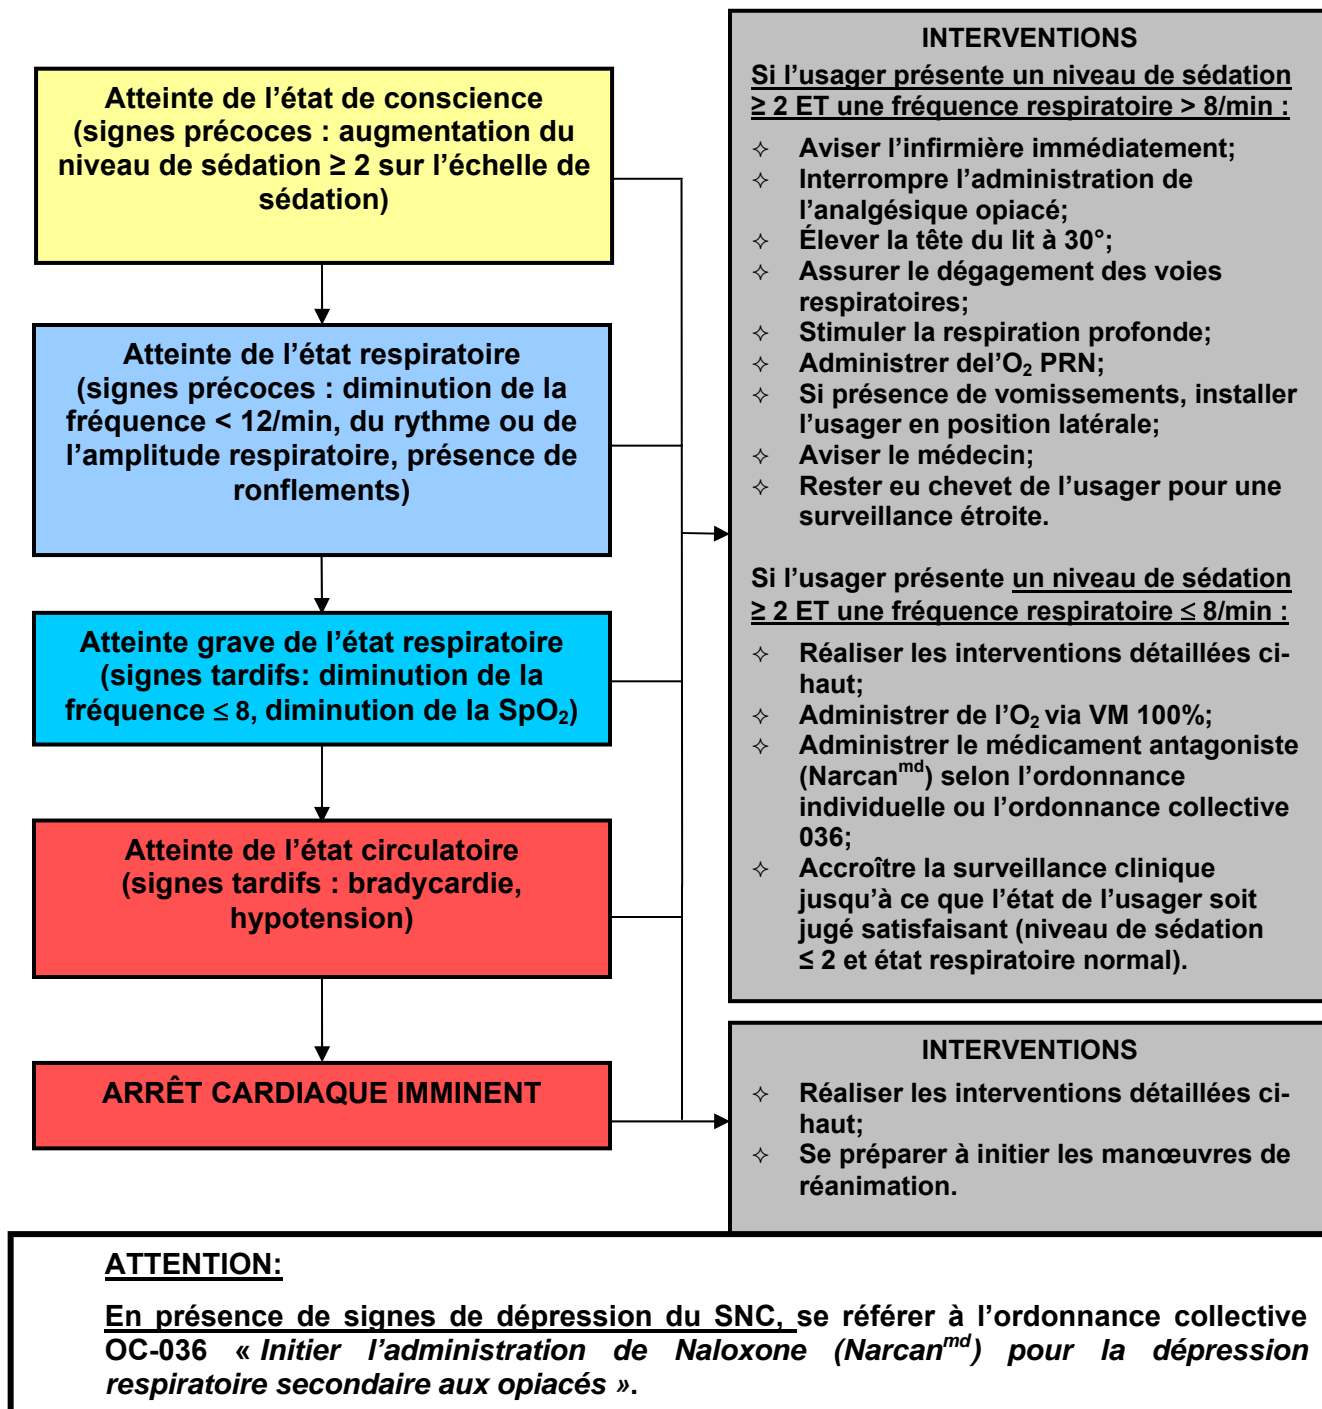 Atteinte de l'état de conscience
(signes précoces : augmentation du
niveau de sédation ≥ 2 sur l'échelle de
sédation)
Atteinte de l'état respiratoire
(signes précoces : diminution de la
fréquence < 12/min, du rythme ou de
l'amplitude respiratoire, présence de
ronflements)
Atteinte grave de l'état respiratoire
(signes tardifs: diminution de la
fréquence ≤ 8, diminution de la SpO₂)
Atteinte de l'état circulatoire
(signes tardifs : bradycardie,
hypotension)
ARRÊT CARDIAQUE IMMINENT
INTERVENTIONS
Si l'usager présente un niveau de sédation
≥ 2 ET une fréquence respiratoire > 8/min :
✧ Aviser l'infirmière immédiatement;
✧ Interrompre l'administration de
l'analgésique opiacé;
✧ Élever la tête du lit à 30°;
✧ Assurer le dégagement des voies
respiratoires;
✧ Stimuler la respiration profonde;
✧ Administrer del'O₂ PRN;
✧ Si présence de vomissements, installer
l'usager en position latérale;
✧ Aviser le médecin;
✧ Rester eu chevet de l'usager pour une
surveillance étroite.
Si l'usager présente un niveau de sédation
≥ 2 ET une fréquence respiratoire ≤ 8/min :
✧ Réaliser les interventions détaillées ci-
haut;
✧ Administrer de l'O₂ via VM 100%;
✧ Administrer le médicament antagoniste
(Narcanᵐᵈ) selon l'ordonnance
individuelle ou l'ordonnance collective
036;
✧ Accroître la surveillance clinique
jusqu'à ce que l'état de l'usager soit
jugé satisfaisant (niveau de sédation
≤ 2 et état respiratoire normal).
INTERVENTIONS
✧ Réaliser les interventions détaillées ci-
haut;
✧ Se préparer à initier les manœuvres de
réanimation.
ATTENTION:
En présence de signes de dépression du SNC, se référer à l'ordonnance collective
OC-036 « Initier l'administration de Naloxone (Narcanᵐᵈ) pour la dépression
respiratoire secondaire aux opiacés ».